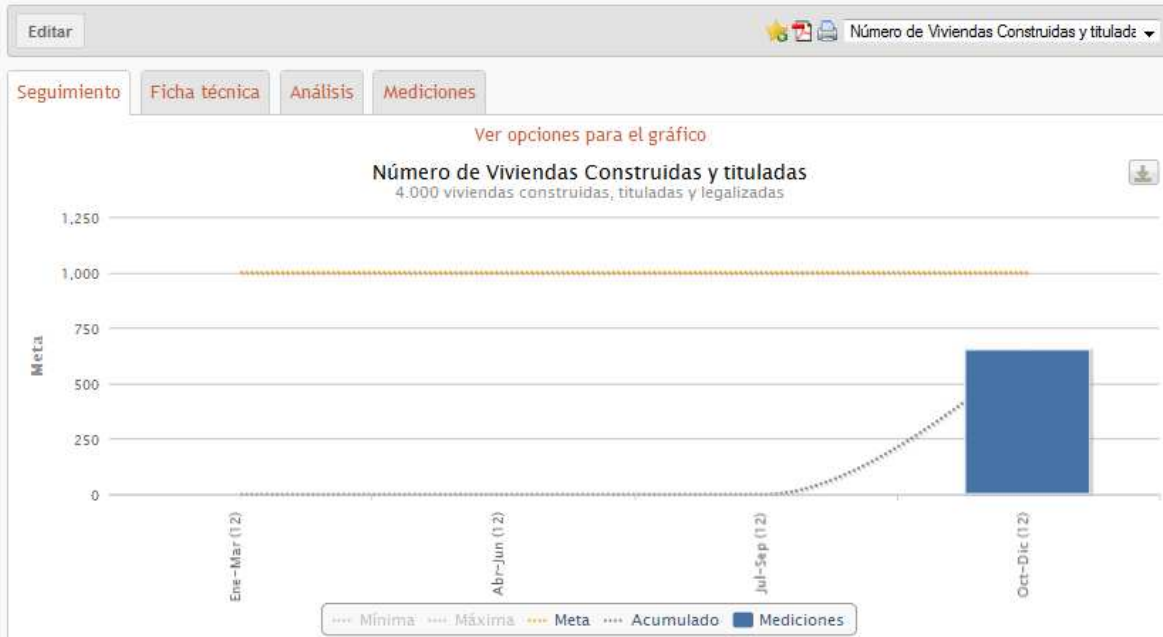 Editar
Número de Viviendas Construidas y titulada
Seguimiento
Ficha técnica
Análisis
Mediciones
Ver opciones para el gráfico
Número de Viviendas Construidas y tituladas
4.000 viviendas construidas, tituladas y legalizadas
1,250
1,000
750
500
250
0
Meta
Ene-Mar (12)
Abr-Jun (12)
Jul-Sep (12)
Oct-Dic (12)
Mínima Máxima Meta Acumulado Mediciones